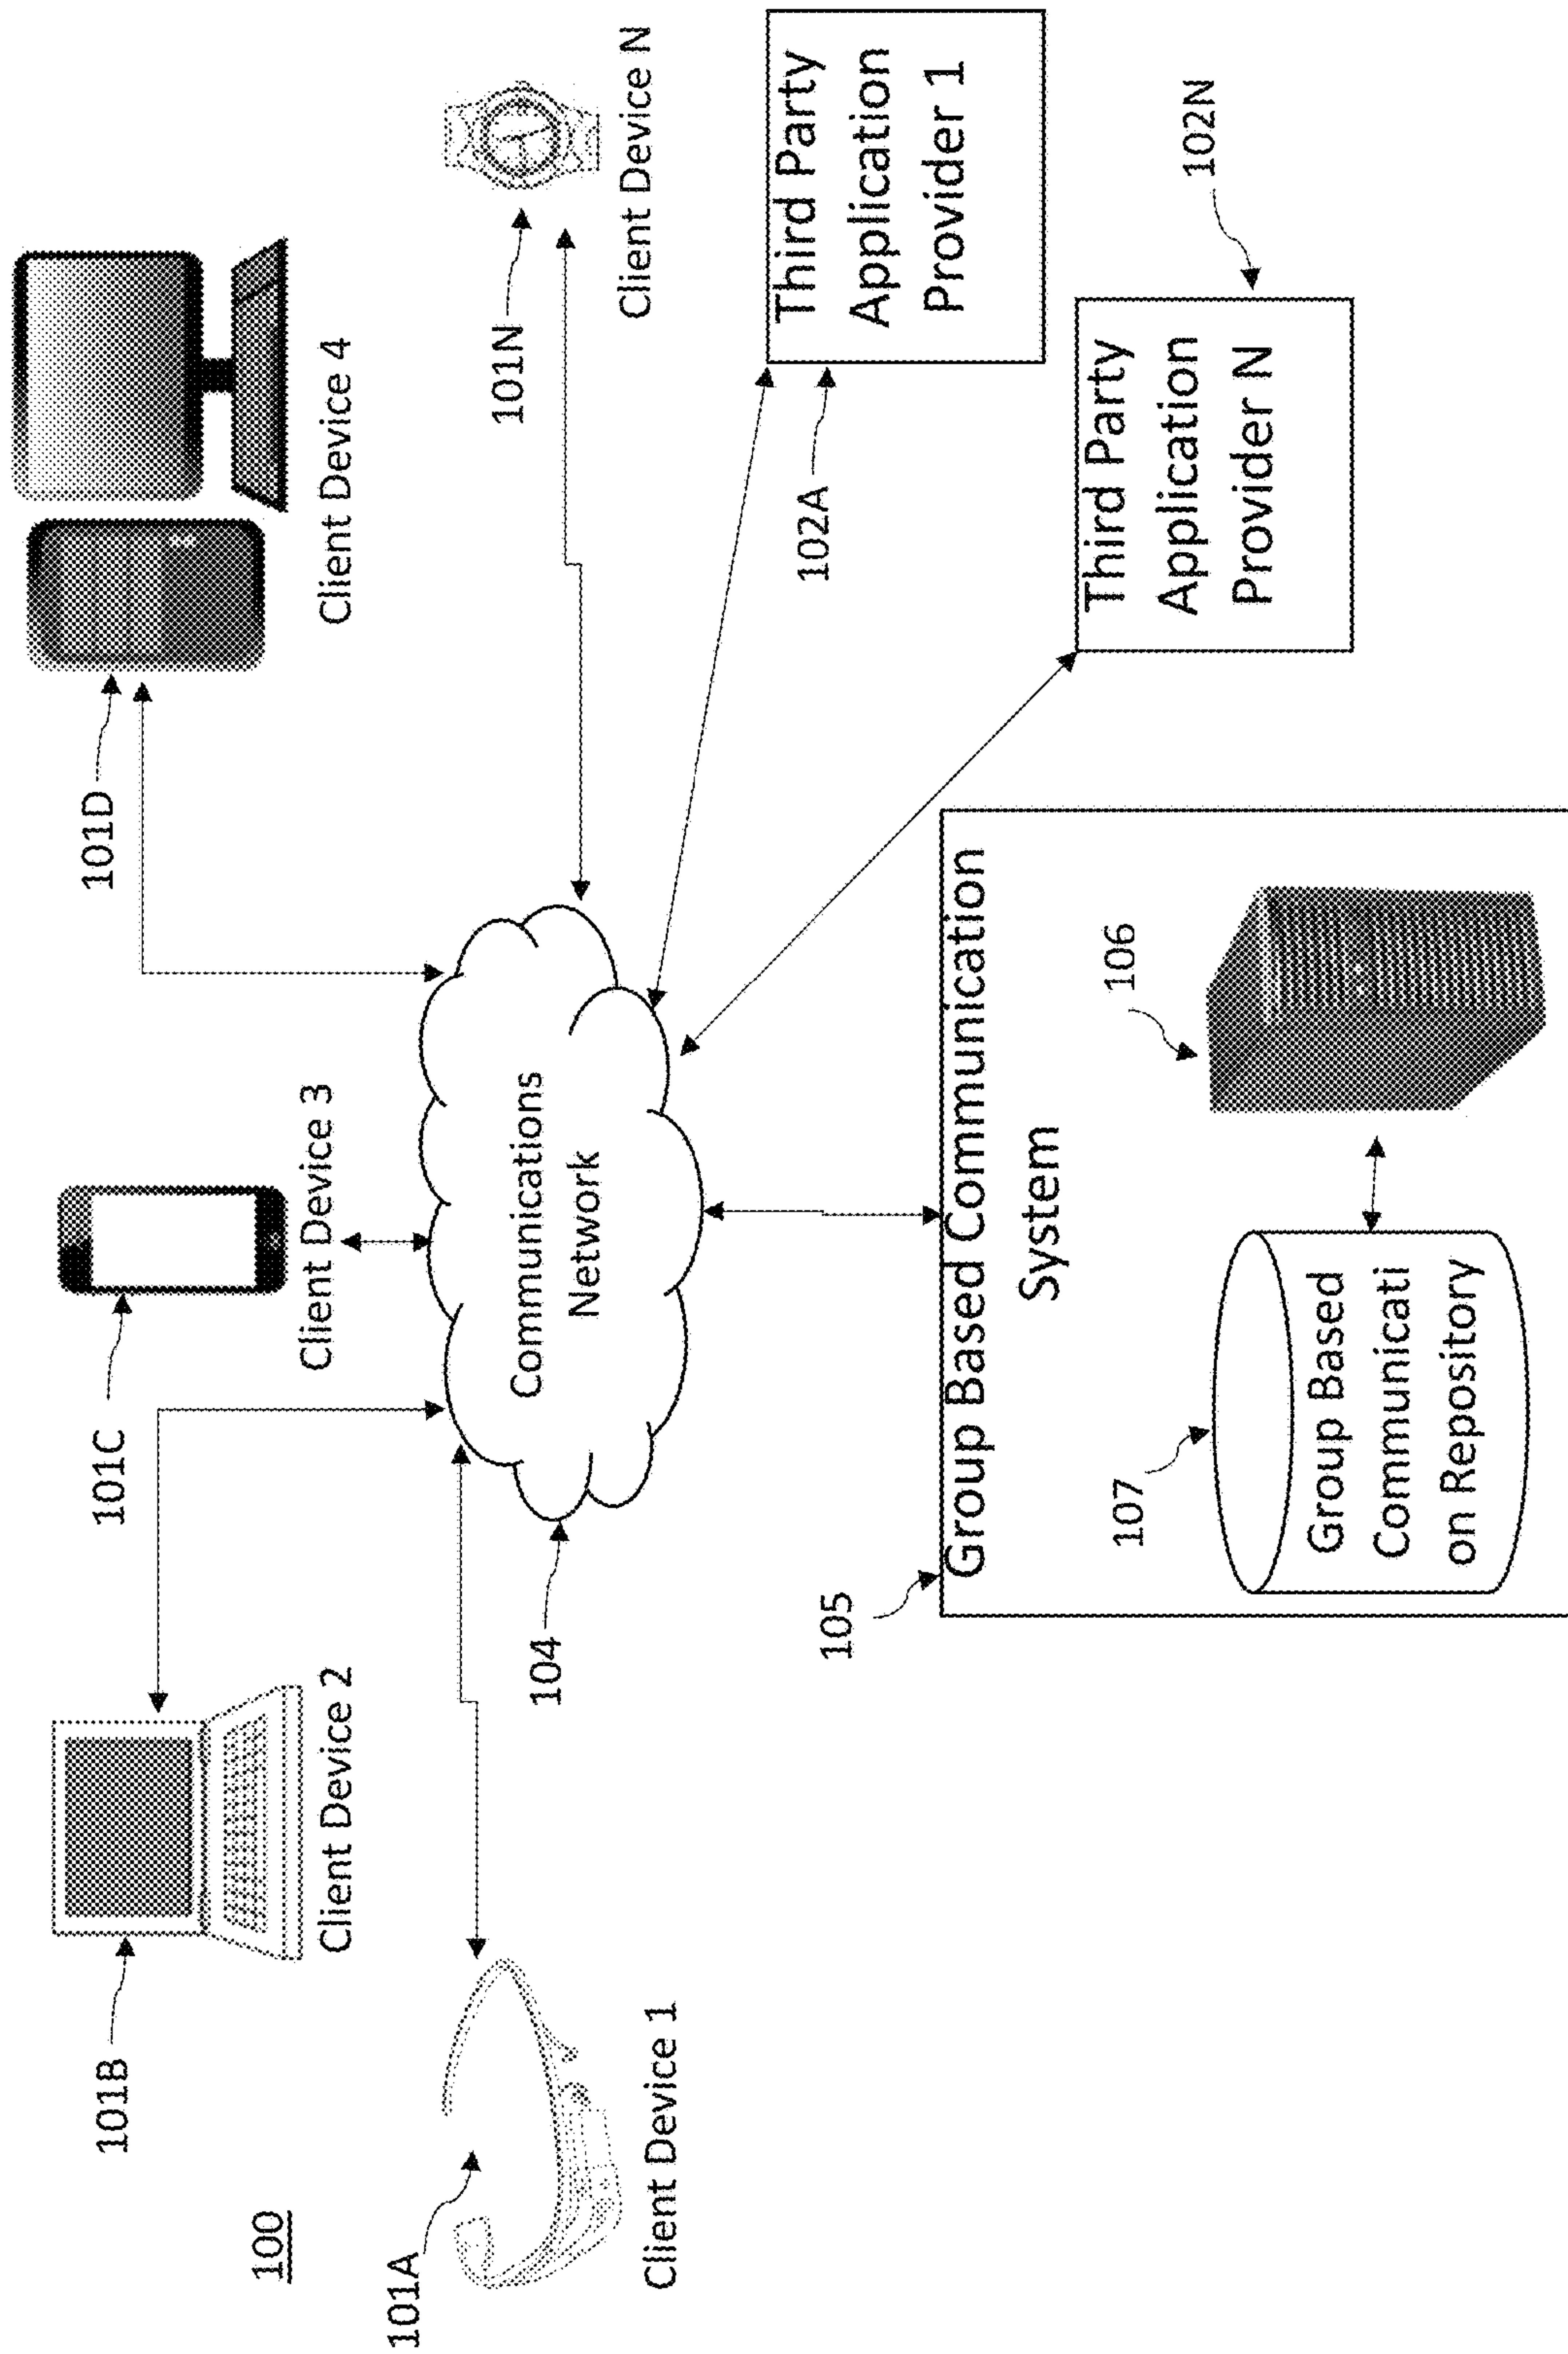 100
101A
Client Device 1
101B
Client Device 2
101C
Client Device 3
101D
Client Device 4
101N
Client Device N
104
Communications
Network
102A
Third Party
Application
Provider 1
102N
Third Party
Application
Provider N
105
Group Based Communication
System
106
107
Group Based
Communicati
on Repository